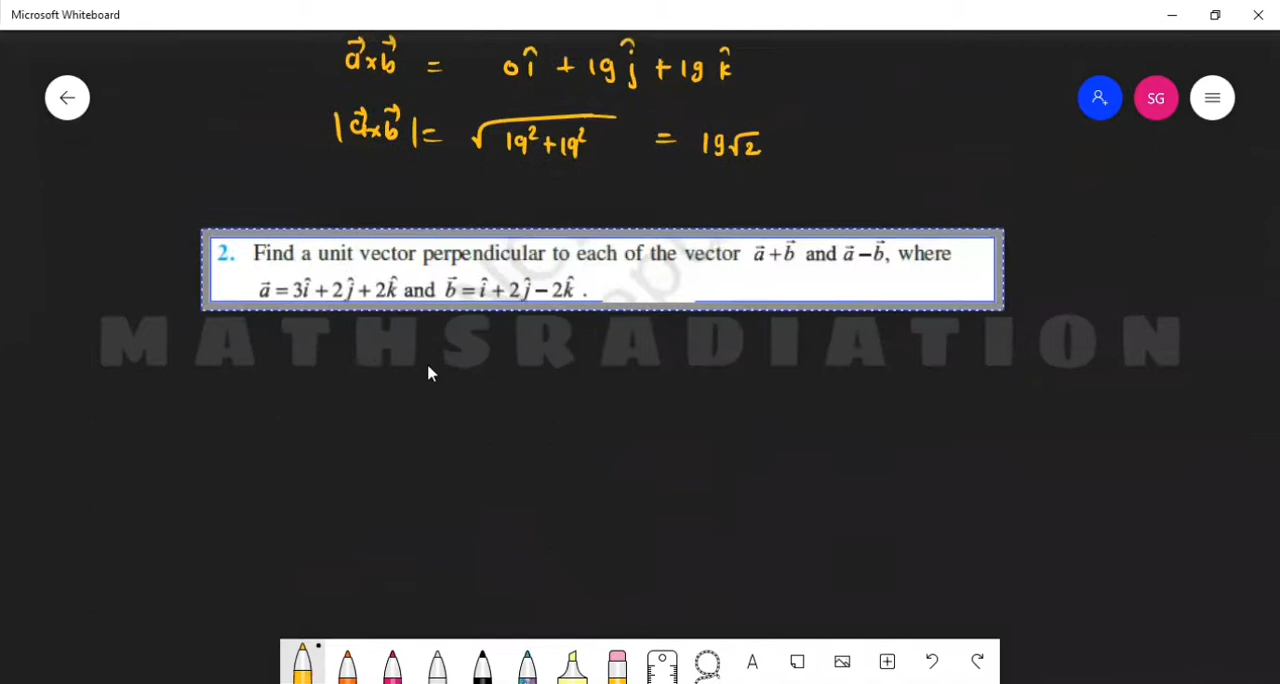 Microsoft Whiteboard
a⃗×b⃗ = 0î + 19ĵ + 19k̂
|a⃗×b⃗| = √19²+19² = 19√2
SG
2. Find a unit vector perpendicular to each of the vector a⃗+b⃗ and a⃗−b⃗, where
a⃗ = 3î + 2ĵ + 2k̂ and b⃗ = î + 2ĵ − 2k̂ .
MATHSRADIATION
A